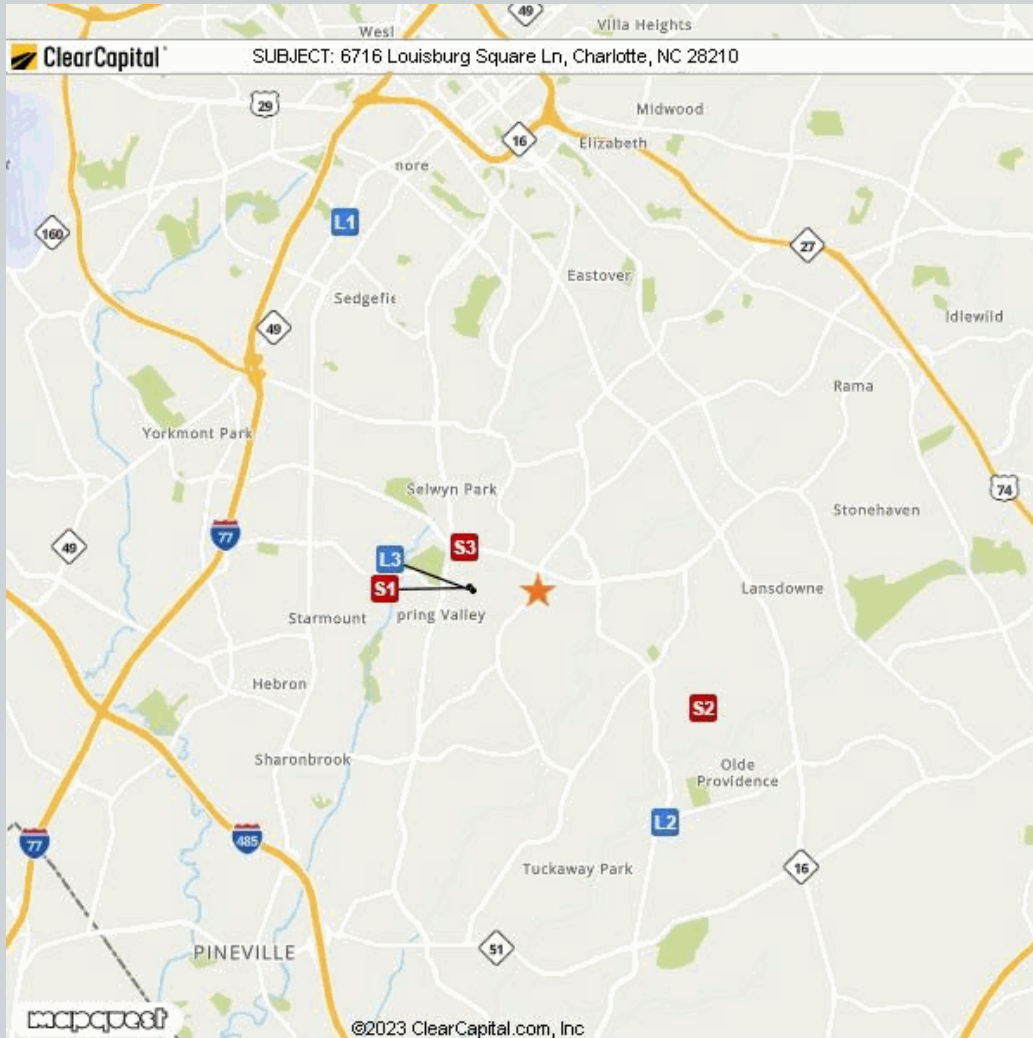 49
Villa Heights
ClearCapital
SUBJECT: 6716 Louisburg Square Ln, Charlotte, NC 28210
29
Midwood
16
Elizabeth
L1
160
27
Eastover
49
Idlewild
Rama
Yorkmont Park
Selwyn Park
74
Stonehaven
77
49
S3
L3
S1
Lansdowne
Starmount
pring Valley
Hebron
S2
Sharonbrook
Olde
Providence
L2
77
485
Tuckaway Park
16
PINEVILLE
51
mapquest
©2023 ClearCapital.com, Inc